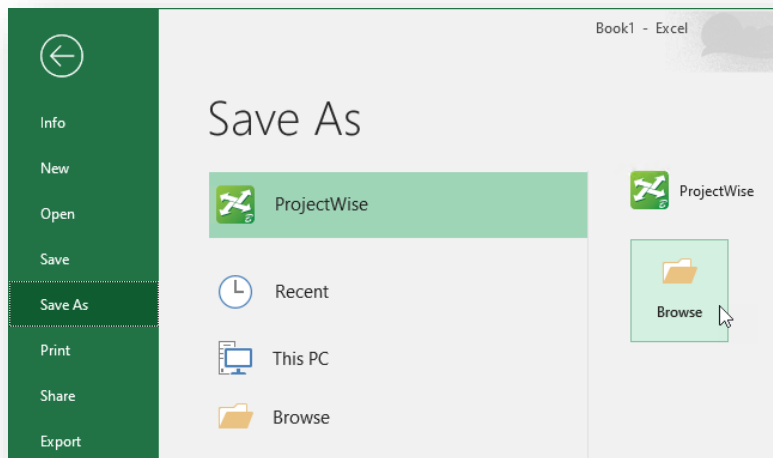 Book1 - Excel
Info
New
Open
Save
Save As
Print
Share
Export
Save As
ProjectWise
Recent
This PC
Browse
ProjectWise
Browse